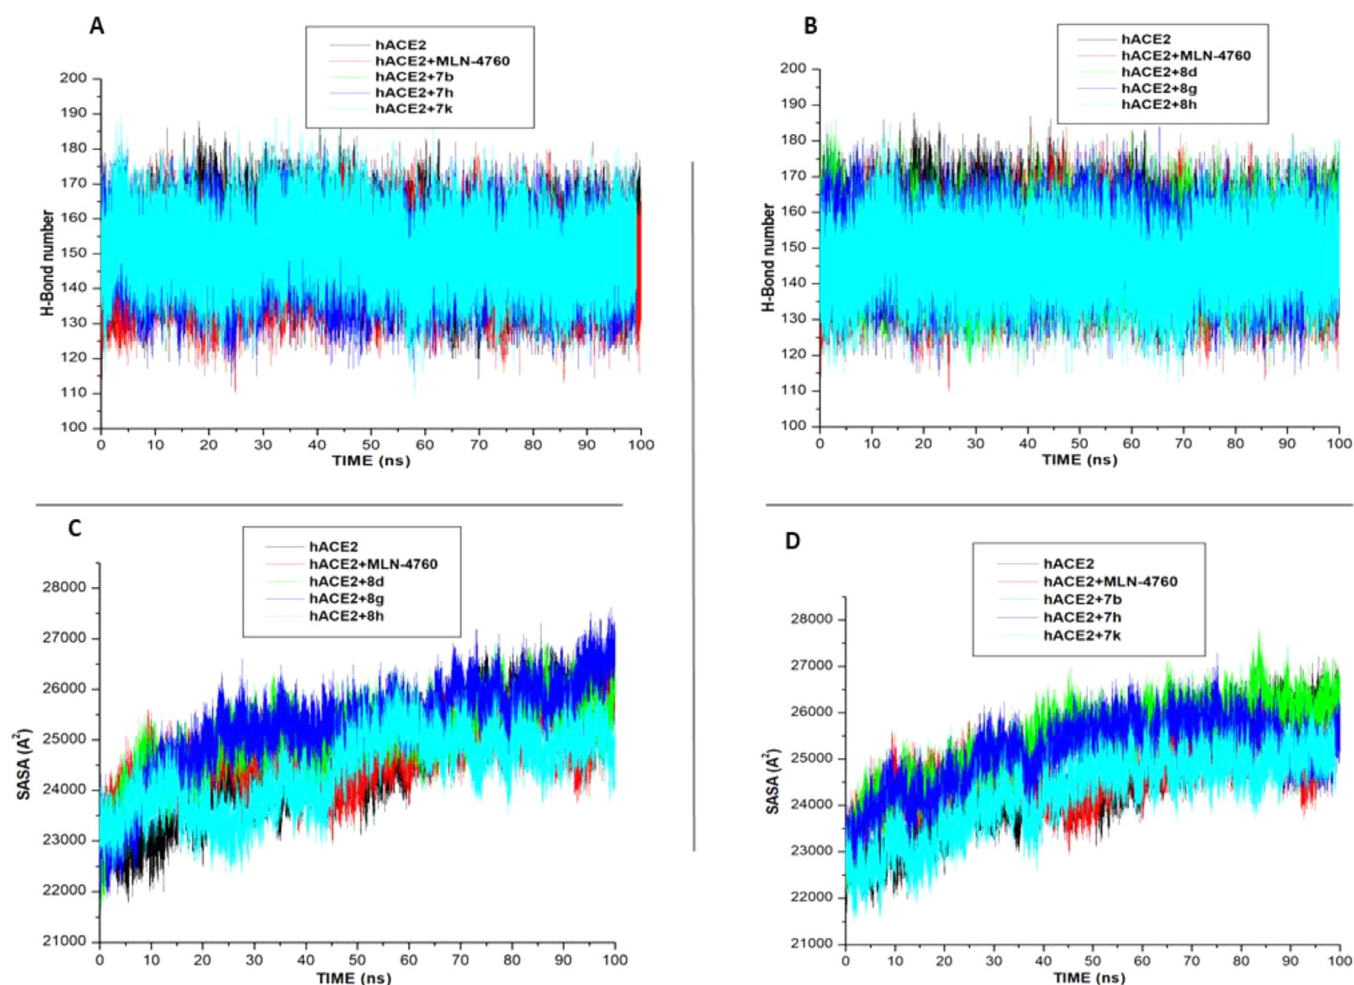 A
hACE2
hACE2+MLN-4760
hACE2+7b
hACE2+7h
hACE2+7k
H-Bond number
200
190
180
170
160
150
140
130
120
110
100
0 10 20 30 40 50 60 70 80 90 100
TIME (ns)
B
hACE2
hACE2+MLN-4760
hACE2+8d
hACE2+8g
hACE2+8h
H-Bond number
200
190
180
170
160
150
140
130
120
110
100
0 10 20 30 40 50 60 70 80 90 100
TIME (ns)
C
hACE2
hACE2+MLN-4760
hACE2+8d
hACE2+8g
hACE2+8h
SASA (A²)
28000
27000
26000
25000
24000
23000
22000
21000
0 10 20 30 40 50 60 70 80 90 100
TIME (ns)
D
hACE2
hACE2+MLN-4760
hACE2+7b
hACE2+7h
hACE2+7k
SASA (A²)
28000
27000
26000
25000
24000
23000
22000
21000
0 10 20 30 40 50 60 70 80 90 100
TIME (ns)